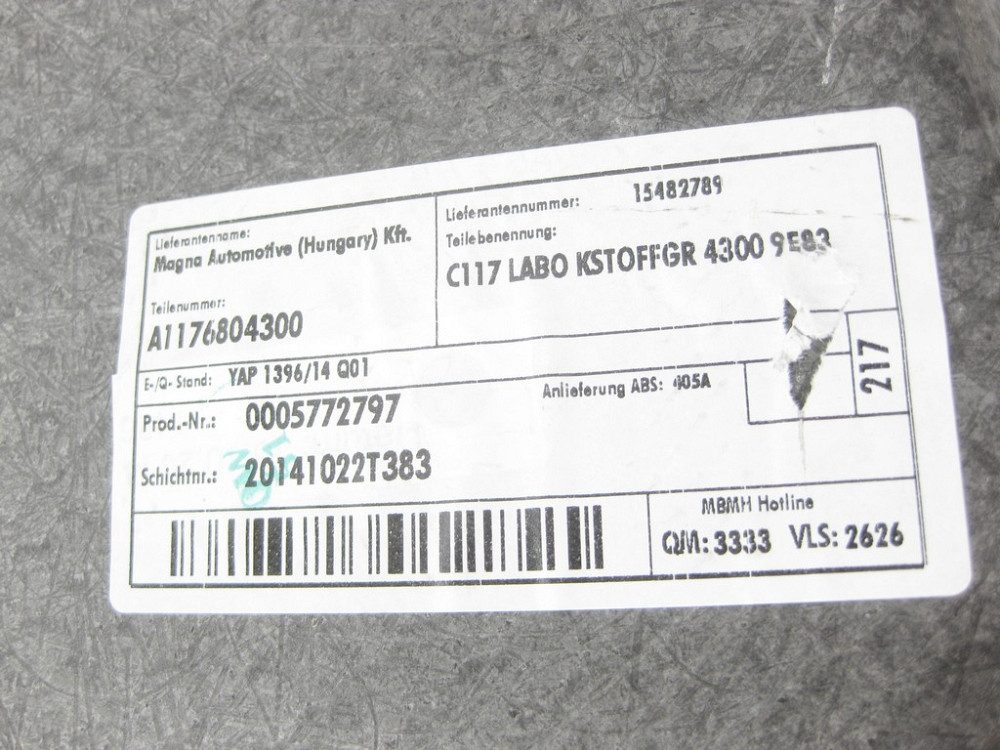 Lieferantenname:
Magna Automotive (Hungary) Kft.
Lieferantennummer: 15482789
Teilebenennung:
C117 LABO KSTOFFGR 4300 9E83
Teilenummer:
A1176804300
E-/Q- Stand: YAP 1396/14 Q01
Anlieferung ABS: 405A
217
Prod.-Nr.: 0005772797
Schichtnr.: 20141022T383
MBMH Hotline
QM: 3333 VLS: 2626